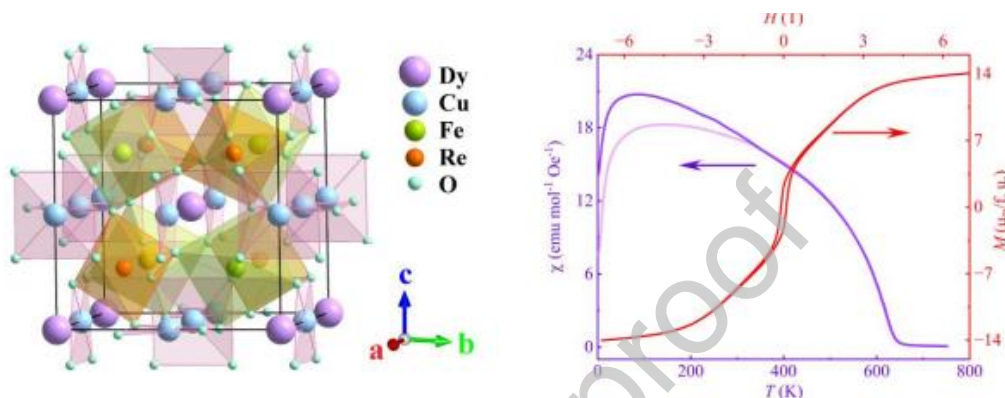 Dy
Cu
Fe
Re
O
c
a
b
H (T)
−6 −3 0 3 6
24
18
12
6
0
χ (emu mol⁻¹ Oe⁻¹)
14
7
0
−7
−14
0 200 400 600 800
T (K)
proof